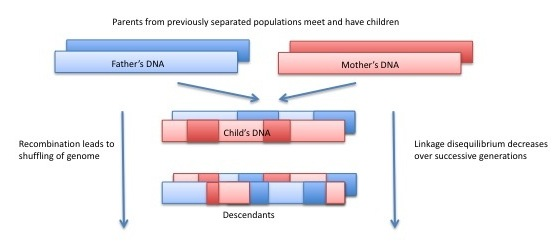 Parents from previously separated populations meet and have children
Father's DNA
Mother's DNA
Child's DNA
Recombination leads to
shuffling of genome
Linkage disequilibrium decreases
over successive generations
Descendants